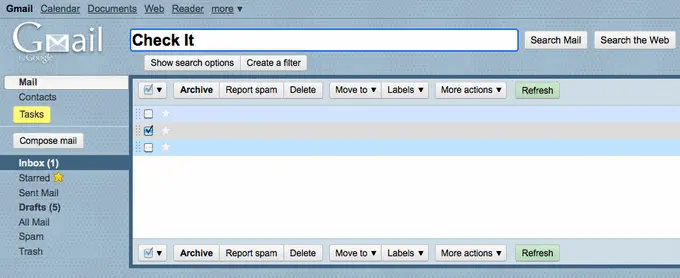 Gmail Calendar Documents Web Reader more ▼
Gmail
by Google
Check It
Search Mail
Search the Web
Show search options
Create a filter
Mail
Contacts
Tasks
Compose mail
Inbox (1)
Starred
Sent Mail
Drafts (5)
All Mail
Spam
Trash
Archive Report spam Delete Move to ▼ Labels ▼ More actions ▼ Refresh
Archive Report spam Delete Move to ▼ Labels ▼ More actions ▼ Refresh